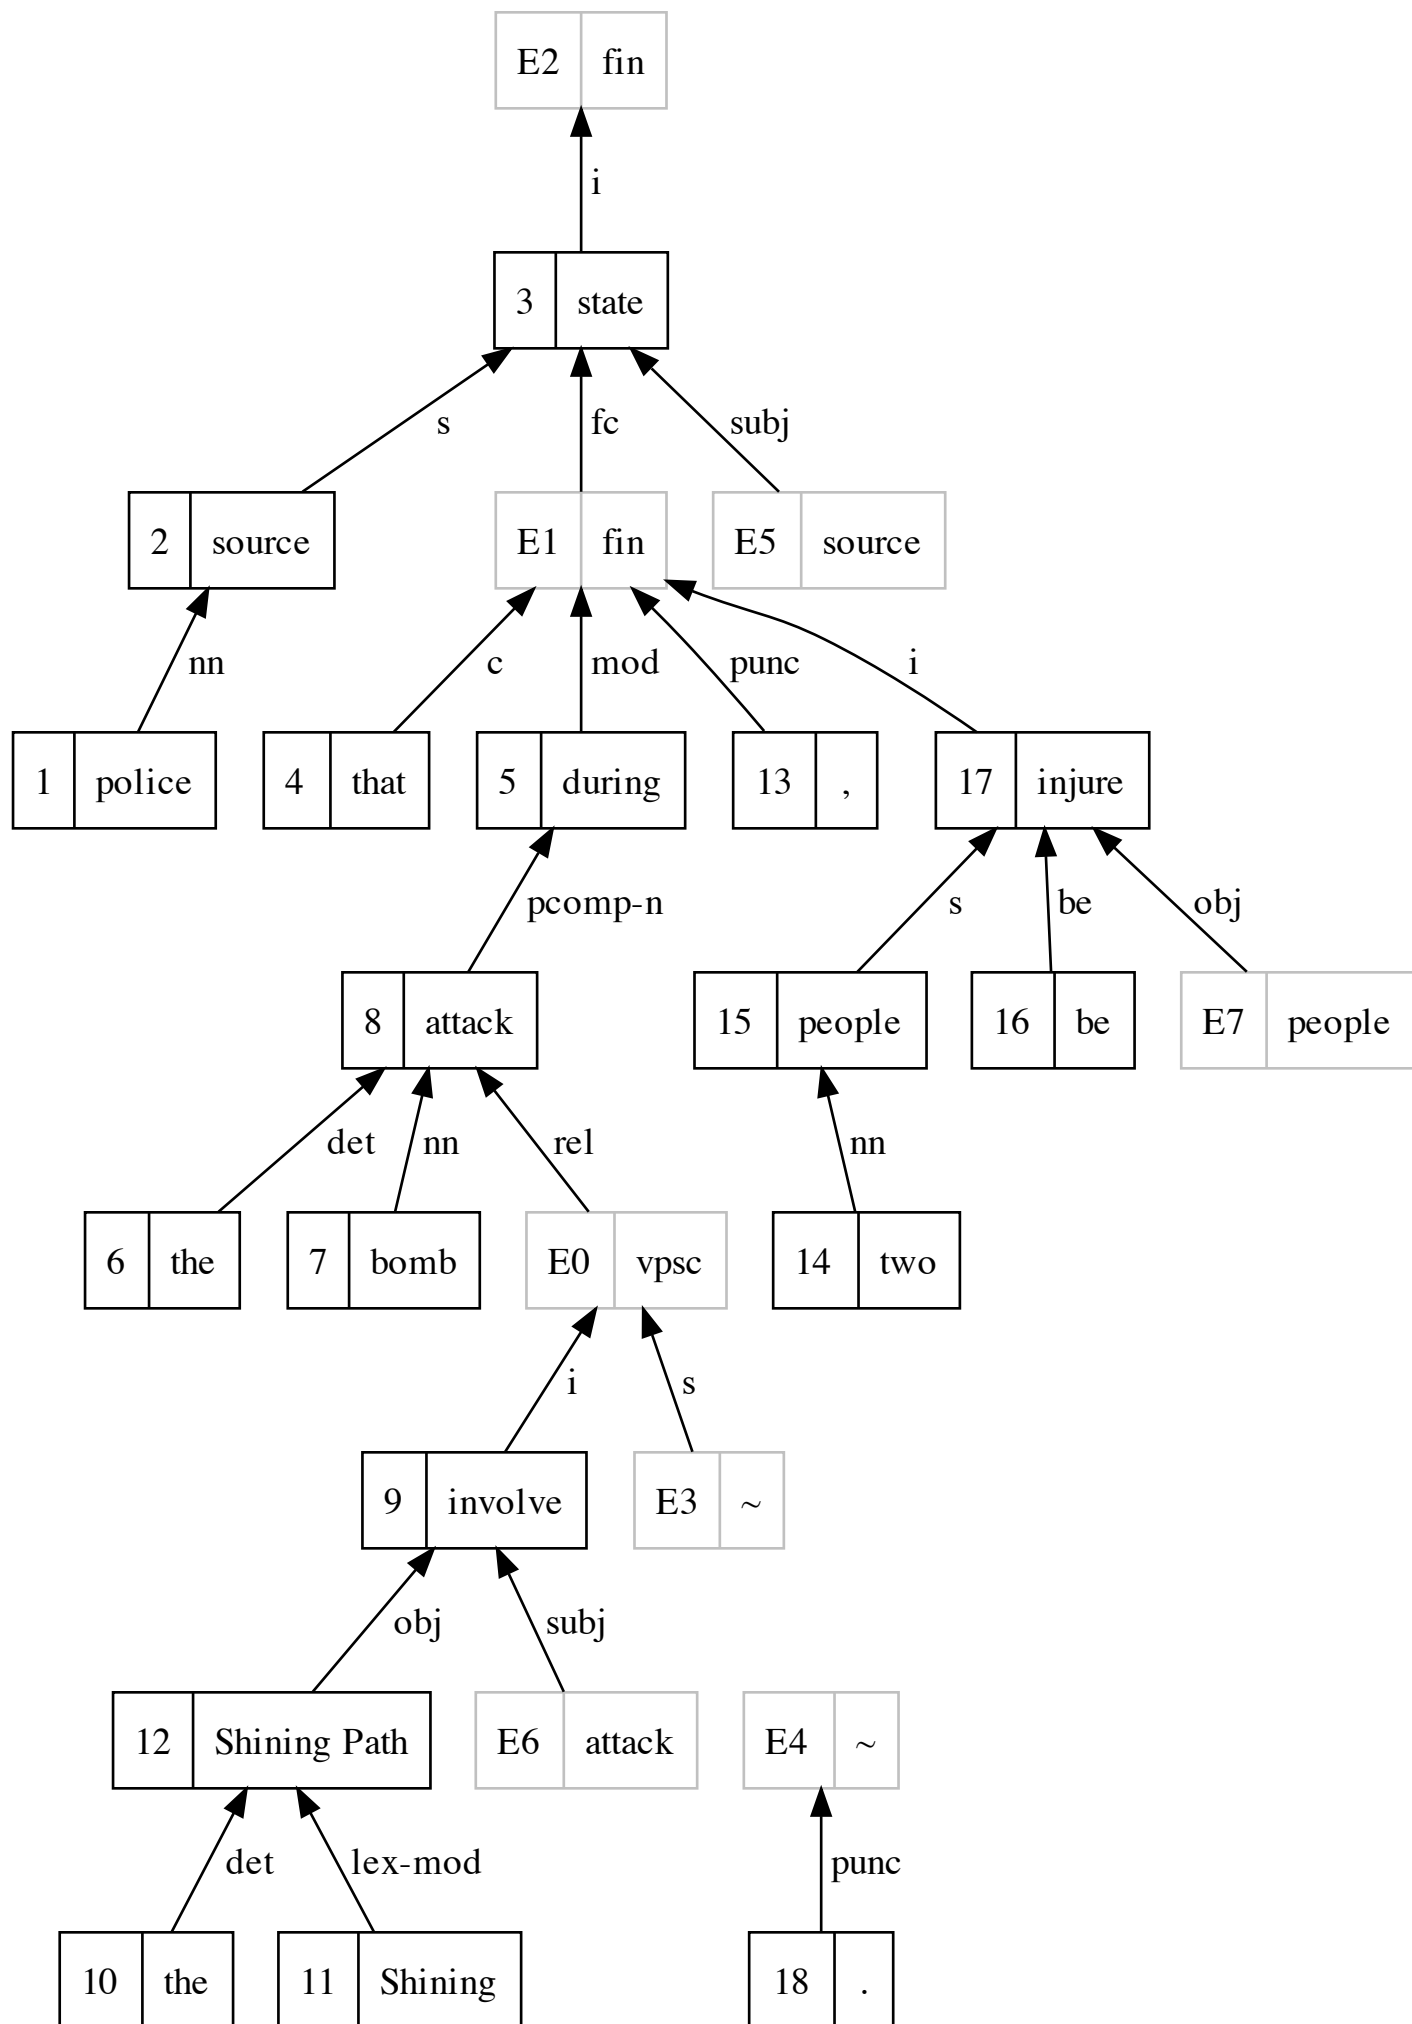 E2 fin
i
3 state
s fc subj
2 source E1 fin E5 source
nn c mod punc i
1 police 4 that 5 during 13 , 17 injure
pcomp-n s be obj
8 attack 15 people 16 be E7 people
det nn rel nn
6 the 7 bomb E0 vpsc 14 two
i s
9 involve E3 ~
obj subj
12 Shining Path E6 attack E4 ~
det lex-mod punc
10 the 11 Shining 18 .